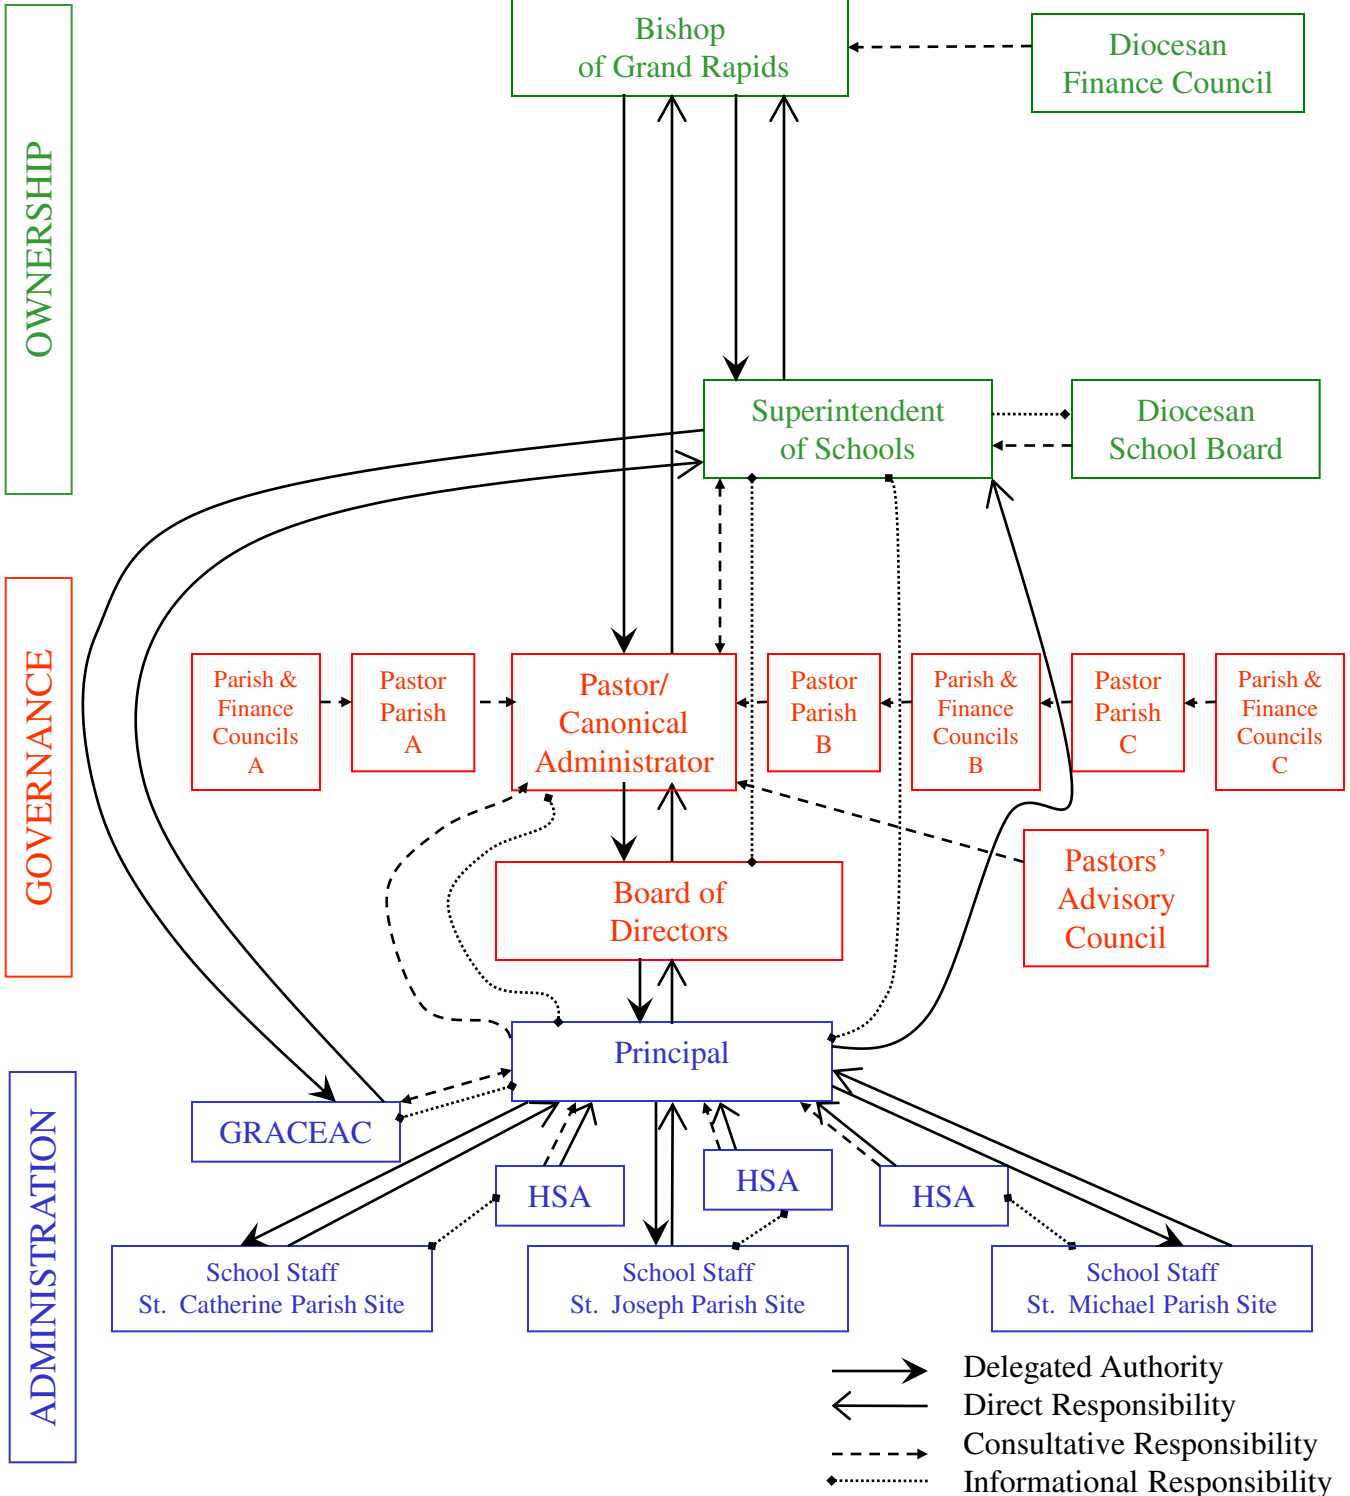 Bishop
of Grand Rapids
Diocesan
Finance Council
OWNERSHIP
Superintendent
of Schools
Diocesan
School Board
GOVERNANCE
Parish &
Finance
Councils
A
Pastor
Parish
A
Pastor/
Canonical
Administrator
Pastor
Parish
B
Parish &
Finance
Councils
B
Pastor
Parish
C
Parish &
Finance
Councils
C
Pastors’
Advisory
Council
Board of
Directors
ADMINISTRATION
Principal
GRACEAC
HSA
HSA
HSA
School Staff
St. Catherine Parish Site
School Staff
St. Joseph Parish Site
School Staff
St. Michael Parish Site
Delegated Authority
Direct Responsibility
Consultative Responsibility
Informational Responsibility